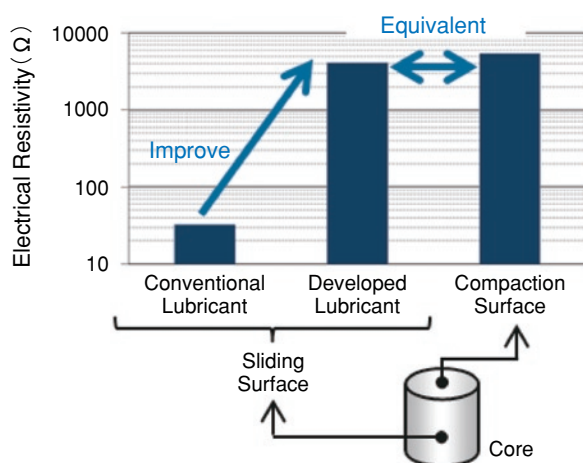 Equivalent
Electrical Resistivity(Ω)
10000
1000
100
10
Improve
Conventional
Lubricant
Developed
Lubricant
Compaction
Surface
Sliding
Surface
Core